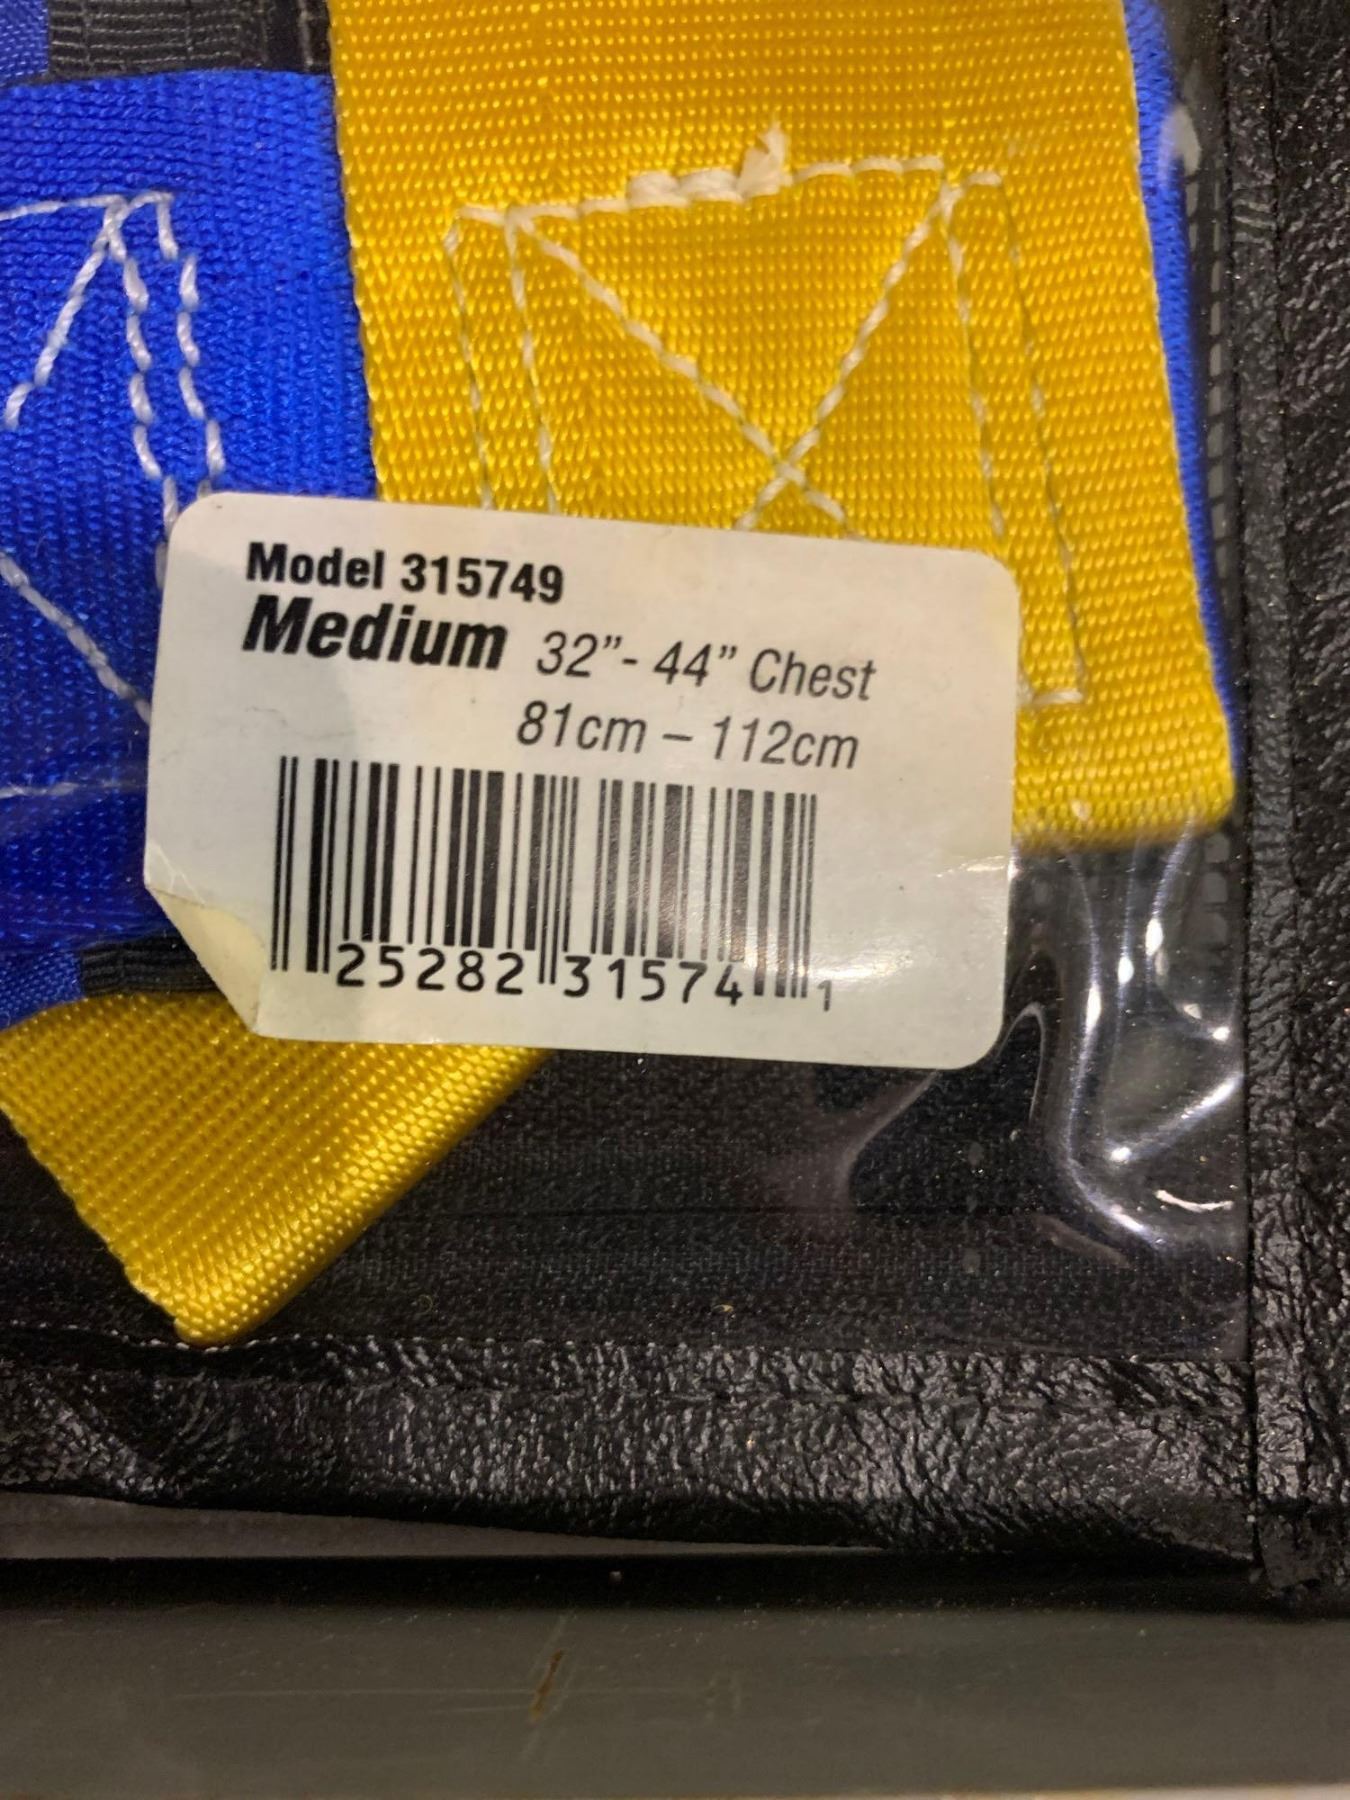 Model 315749
Medium 32”- 44” Chest
81cm – 112cm
25282 31574 1